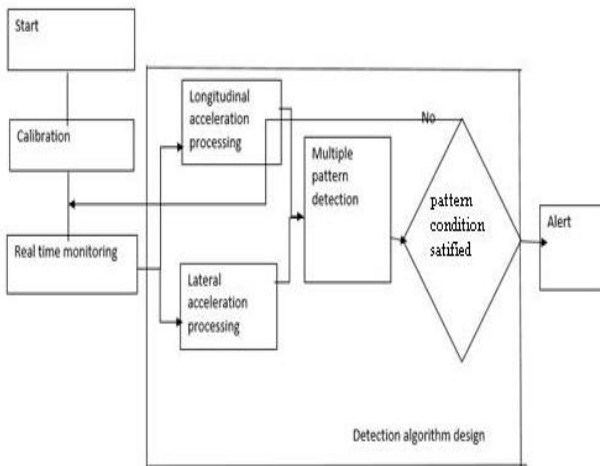 Start
Calibration
Real time monitoring
Longitudinal
acceleration
processing
Lateral
acceleration
processing
Multiple
pattern
detection
No
pattern
condition
satified
Alert
Detection algorithm design